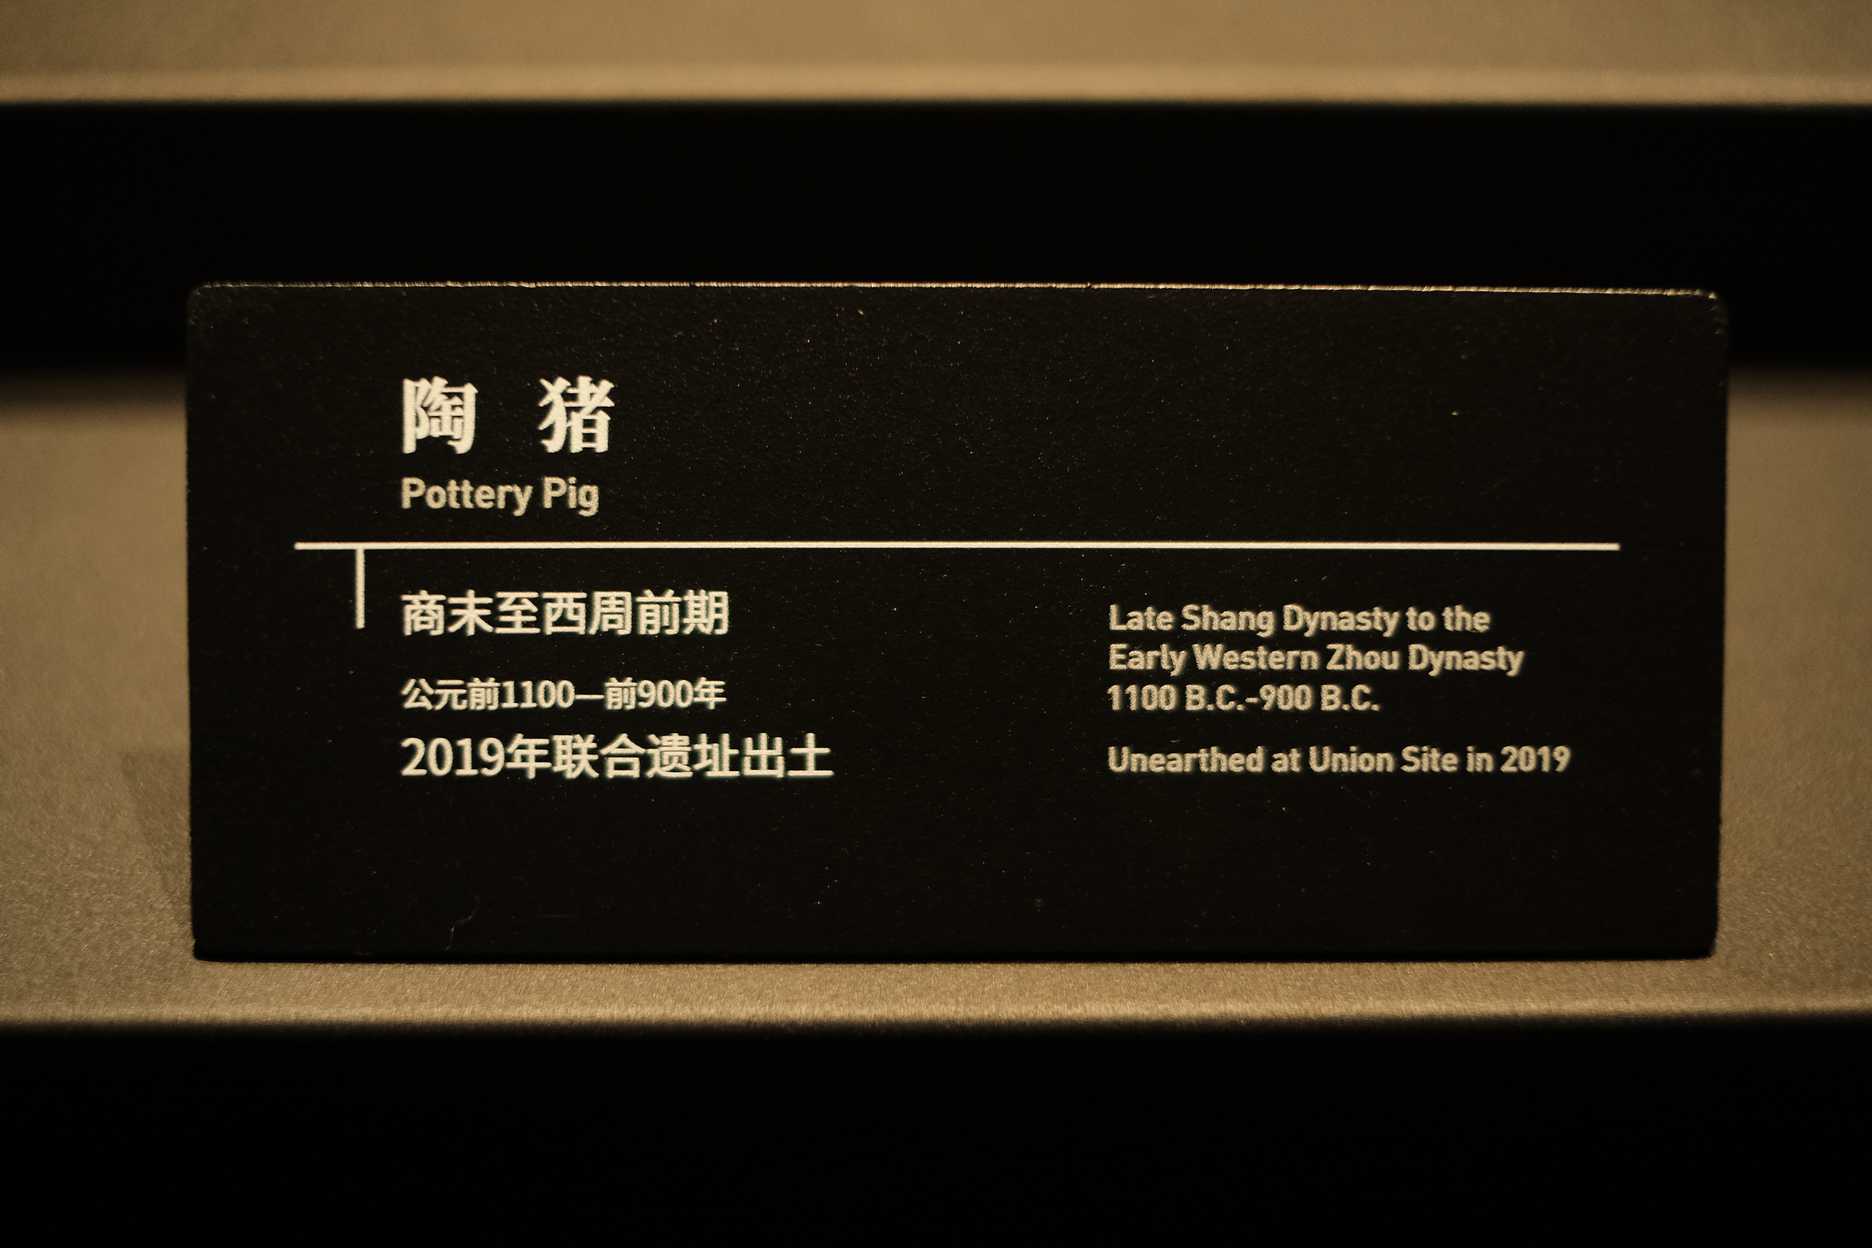 陶 猪
Pottery Pig
商末至西周前期
公元前1100—前900年
2019年联合遗址出土
Late Shang Dynasty to the
Early Western Zhou Dynasty
1100 B.C.-900 B.C.
Unearthed at Union Site in 2019